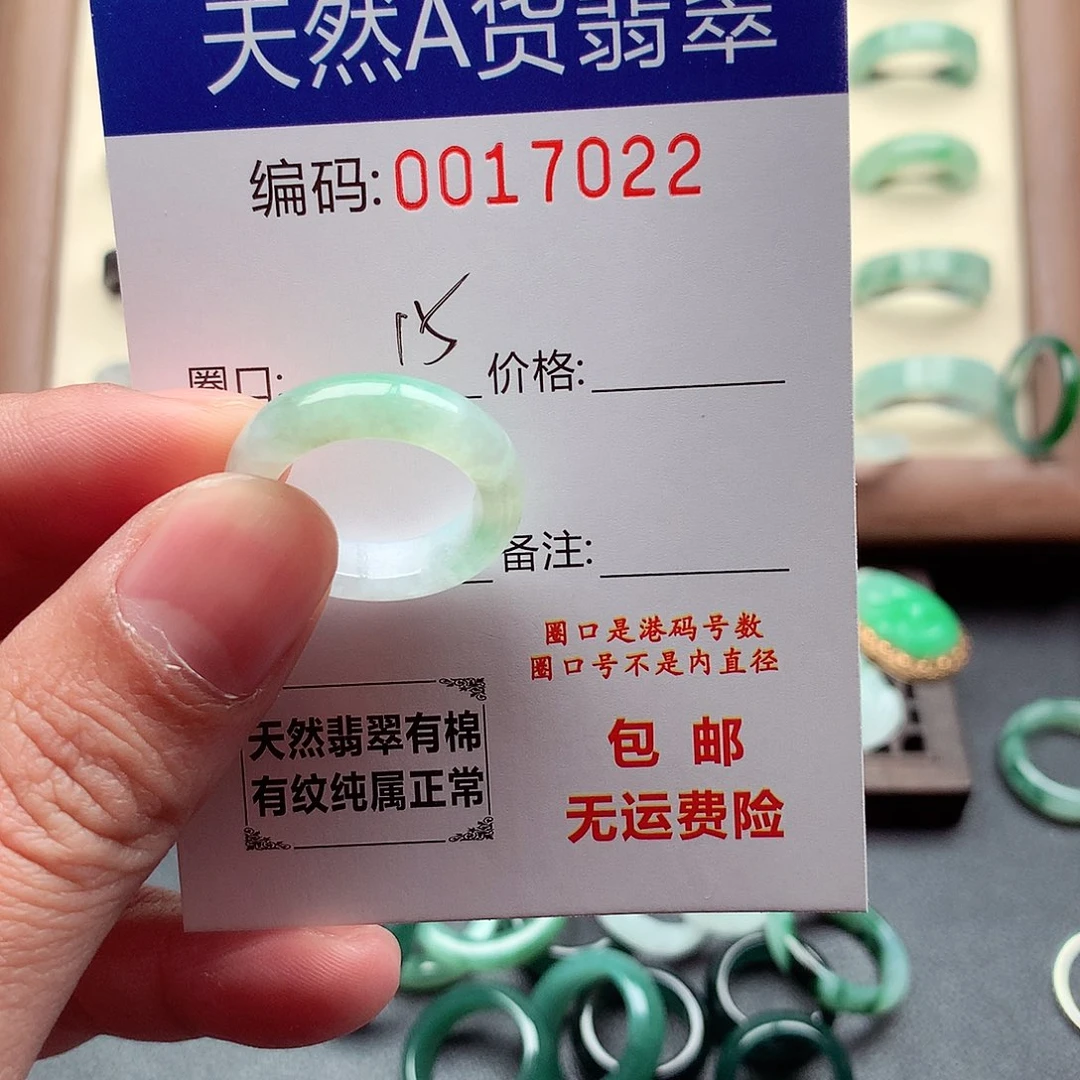 天然A货翡翠
编码:0017022
圈口: 15 价格:
备注:
圈口是港码号数
圈口号不是内直径
天然翡翠有棉
有纹纯属正常
包 邮
无运费险